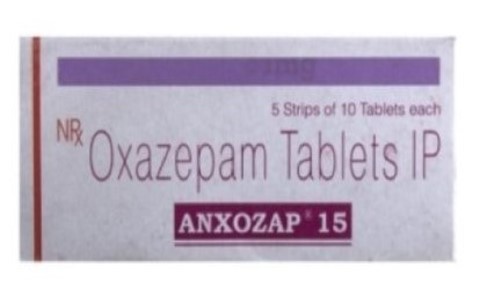 5 Strips of 10 Tablets each
NRx Oxazepam Tablets IP
ANXOZAP® 15